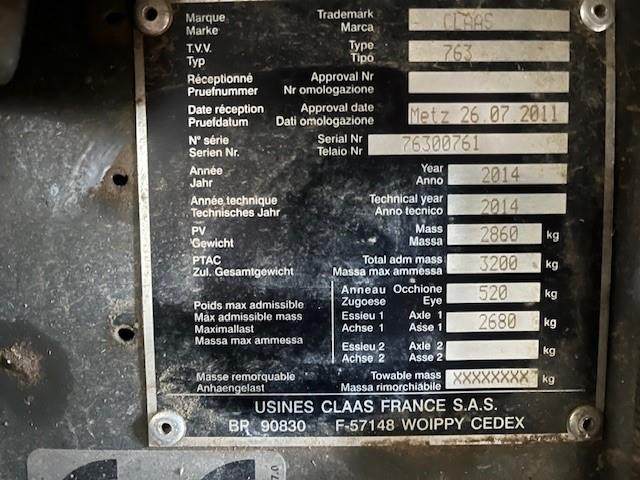 Marque Trademark CLAAS
Marke Marca
T.V.V. Type 763
Typ Tipo
Réceptionné Approval Nr
Pruefnummer Nr omologazione
Date réception Approval date Metz 26.07.2011
Pruefdatum Dati omologazione
N° série Serial Nr 76300761
Serien Nr. Telaio Nr
Année Year 2014
Jahr Anno
Année technique Technical year 2014
Technisches Jahr Anno tecnico
PV Mass 2860 kg
Gewicht Massa
PTAC Total adm mass 3200 kg
Zul. Gesamtgewicht Massa max ammessa
Anneau Occhione 520 kg
Zugoese Eye
Poids max admissible
Max admissible mass
Maximallast
Massa max ammessa
Essieu 1 Axle 1 2680 kg
Achse 1 Asse 1
Essieu 2 Axle 2 kg
Achse 2 Asse 2
Masse remorquable Towable mass XXXXXXXX kg
Anhaengelast Massa rimorchiabile
USINES CLAAS FRANCE S.A.S.
BP 90830 F-57148 WOIPPY CEDEX
7.0